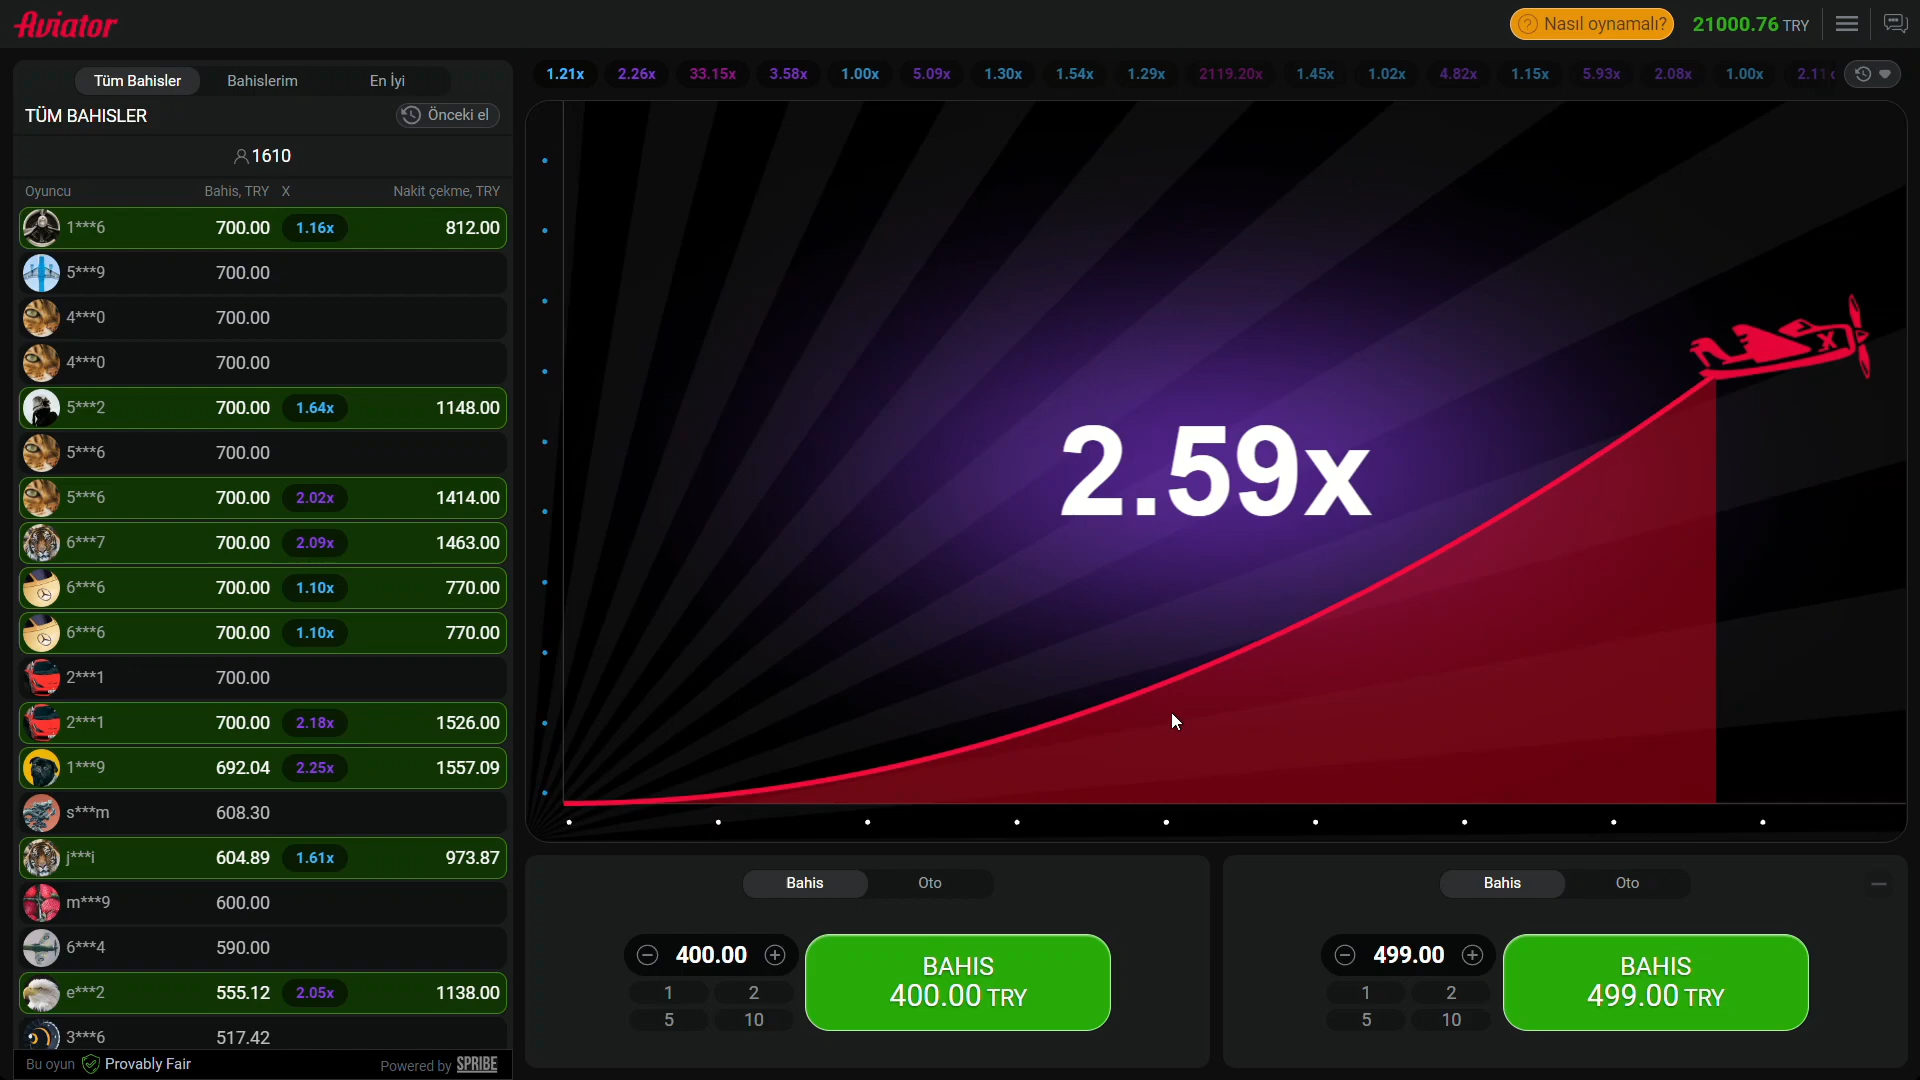 Aviator
Nasıl oynamalı?
21000.76 TRY
Tüm Bahisler
Bahislerim
En İyi
1.21x 2.26x 33.15x 3.58x 1.00x 5.09x 1.30x 1.54x 1.29x 2119.20x 1.45x 1.02x 4.82x 1.15x 5.93x 2.08x 1.00x 2.11
TÜM BAHISLER
Önceki el
1610
Oyuncu Bahis, TRY X Nakit çekme, TRY
1***6 700.00 1.16x 812.00
5***9 700.00
4***0 700.00
4***0 700.00
5***2 700.00 1.64x 1148.00
5***6 700.00
5***6 700.00 2.02x 1414.00
6***7 700.00 2.09x 1463.00
6***6 700.00 1.10x 770.00
6***6 700.00 1.10x 770.00
2***1 700.00
2***1 700.00 2.18x 1526.00
1***9 692.04 2.25x 1557.09
s***m 608.30
j***i 604.89 1.61x 973.87
m***9 600.00
6***4 590.00
e***2 555.12 2.05x 1138.00
3***6 517.42
Bu oyun Provably Fair
Powered by SPRIBE
X
2.59x
Bahis Oto
400.00
1 2
5 10
BAHIS
400.00 TRY
Bahis Oto
499.00
1 2
5 10
BAHIS
499.00 TRY